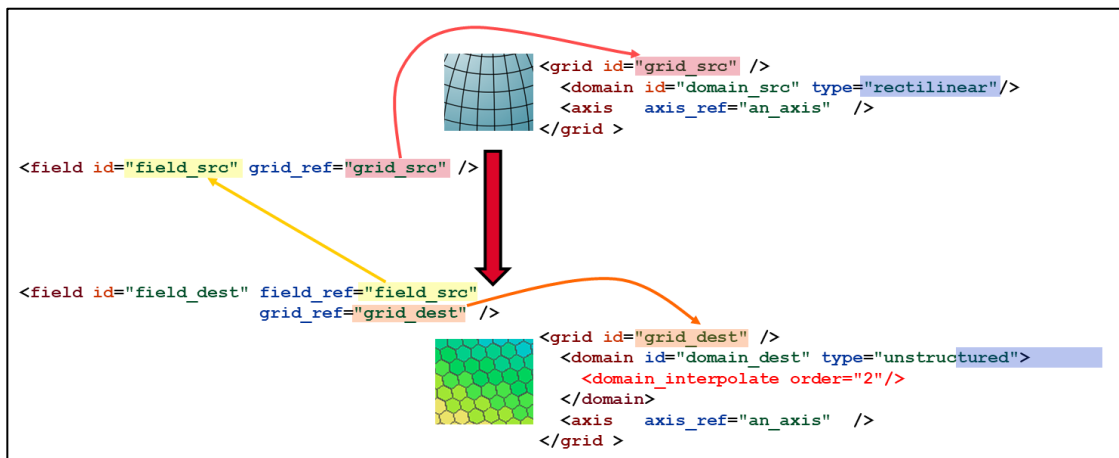 <grid id="grid_src" />
<domain id="domain_src" type="rectilinear"/>
<axis   axis_ref="an_axis"  />
</grid >
<field id="field_src" grid_ref="grid_src" />
<field id="field_dest" field_ref="field_src"
grid_ref="grid_dest" />
<grid id="grid_dest" />
<domain id="domain_dest" type="unstructured">
<domain_interpolate order="2"/>
</domain>
<axis   axis_ref="an_axis"  />
</grid >